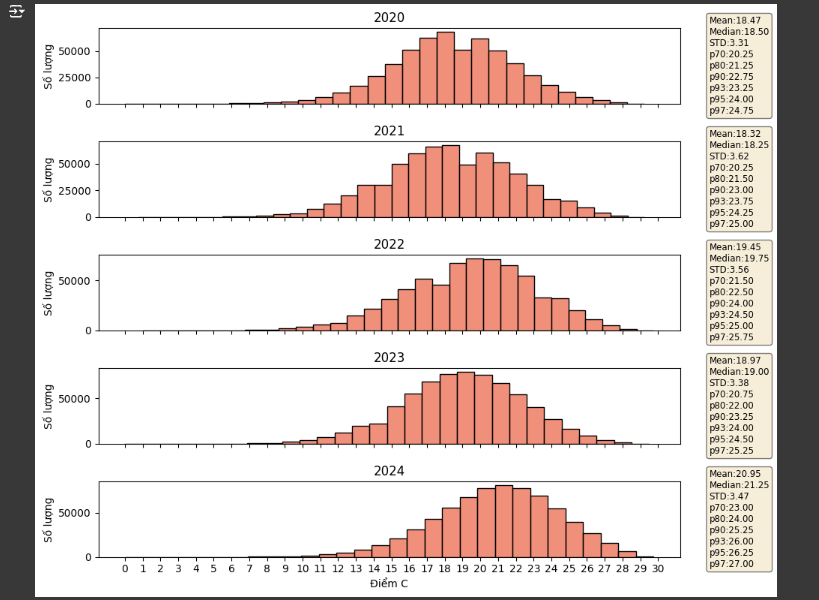 2020
Số lượng
50000
25000
0
Mean:18.47
Median:18.50
STD:3.31
p70:20.25
p80:21.25
p90:22.75
p93:23.25
p95:24.00
p97:24.75
2021
Số lượng
50000
25000
0
Mean:18.32
Median:18.25
STD:3.62
p70:20.25
p80:21.50
p90:23.00
p93:23.75
p95:24.25
p97:25.00
2022
Số lượng
50000
0
Mean:19.45
Median:19.75
STD:3.56
p70:21.50
p80:22.50
p90:24.00
p93:24.50
p95:25.00
p97:25.75
2023
Số lượng
50000
0
Mean:18.97
Median:19.00
STD:3.38
p70:20.75
p80:22.00
p90:23.25
p93:24.00
p95:24.50
p97:25.25
2024
Số lượng
50000
0
Mean:20.95
Median:21.25
STD:3.47
p70:23.00
p80:24.00
p90:25.25
p93:26.00
p95:26.25
p97:27.00
0 1 2 3 4 5 6 7 8 9 10 11 12 13 14 15 16 17 18 19 20 21 22 23 24 25 26 27 28 29 30
Điểm C